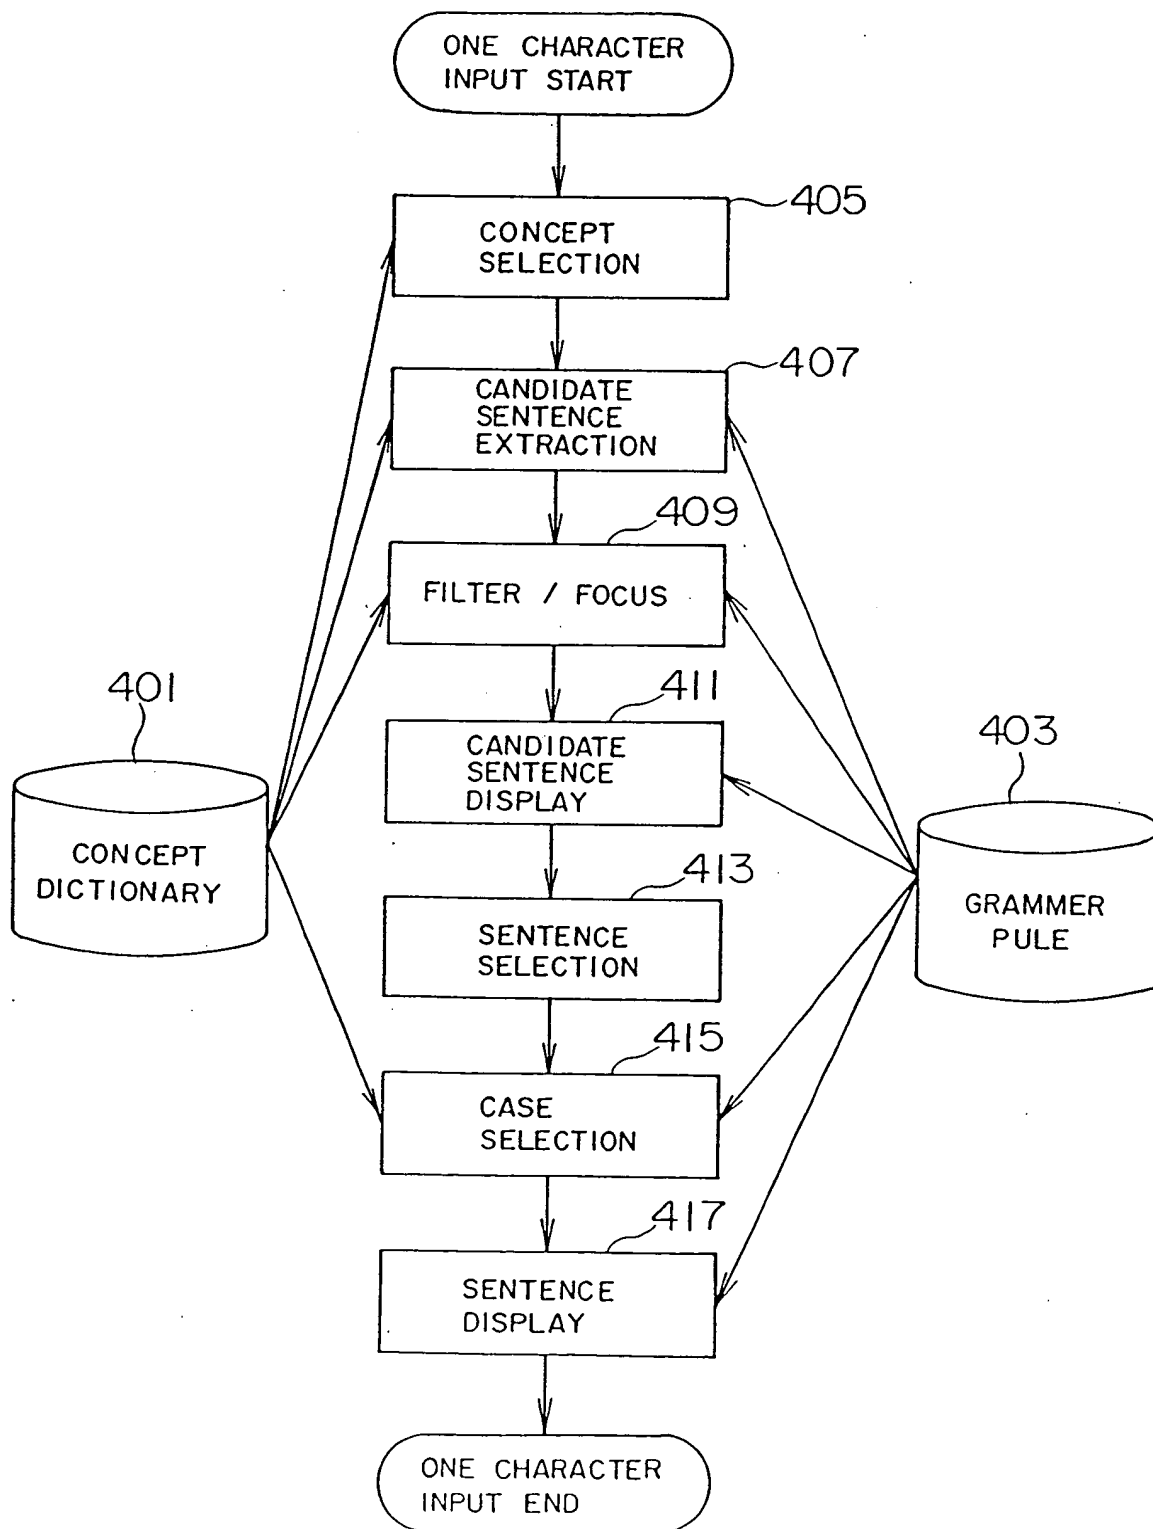 ONE CHARACTER
INPUT START
405
CONCEPT
SELECTION
407
CANDIDATE
SENTENCE
EXTRACTION
409
FILTER / FOCUS
411
CANDIDATE
SENTENCE
DISPLAY
401
CONCEPT
DICTIONARY
403
GRAMMER
PULE
413
SENTENCE
SELECTION
415
CASE
SELECTION
417
SENTENCE
DISPLAY
ONE CHARACTER
INPUT END